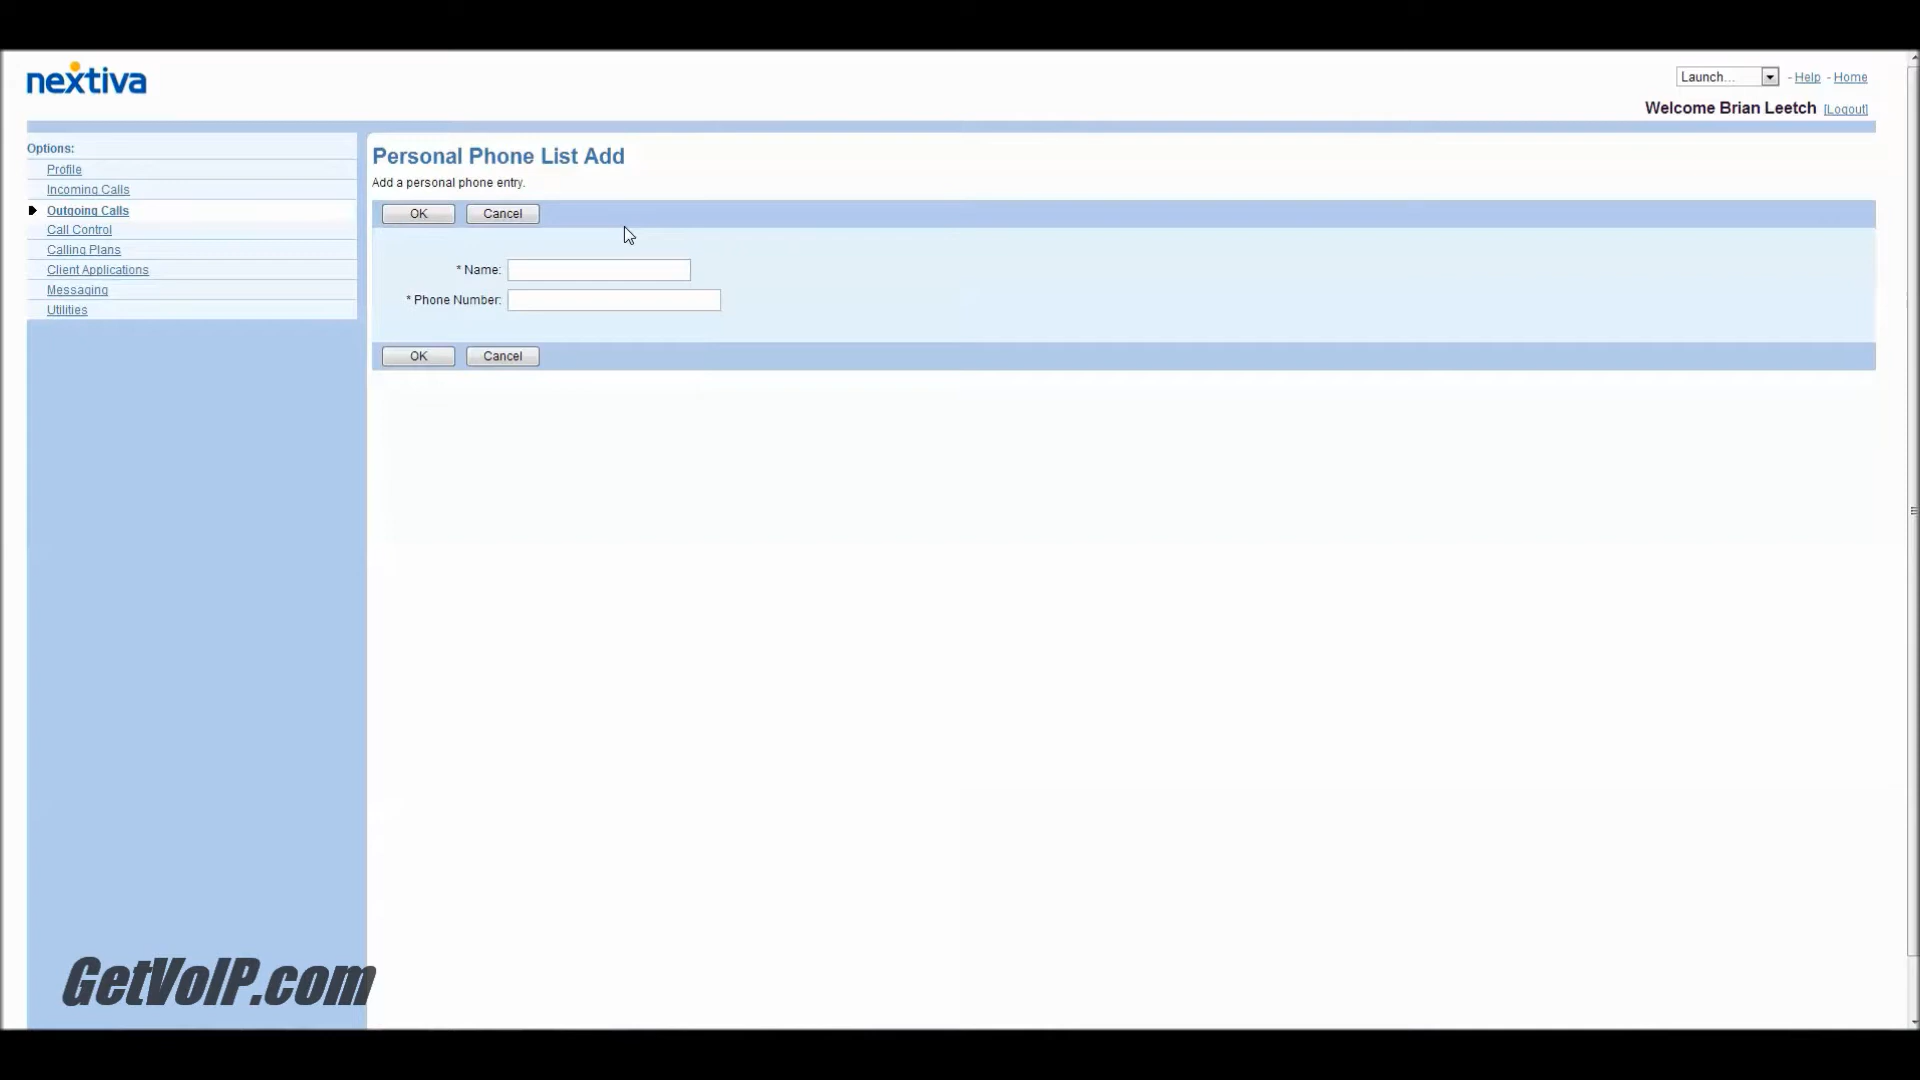 nextiva
Launch... - Help - Home
Welcome Brian Leetch [Logout]
Options:
Profile
Incoming Calls
Outgoing Calls
Call Control
Calling Plans
Client Applications
Messaging
Utilities
Personal Phone List Add
Add a personal phone entry.
OK Cancel
* Name:
* Phone Number:
OK Cancel
GetVoIP.com